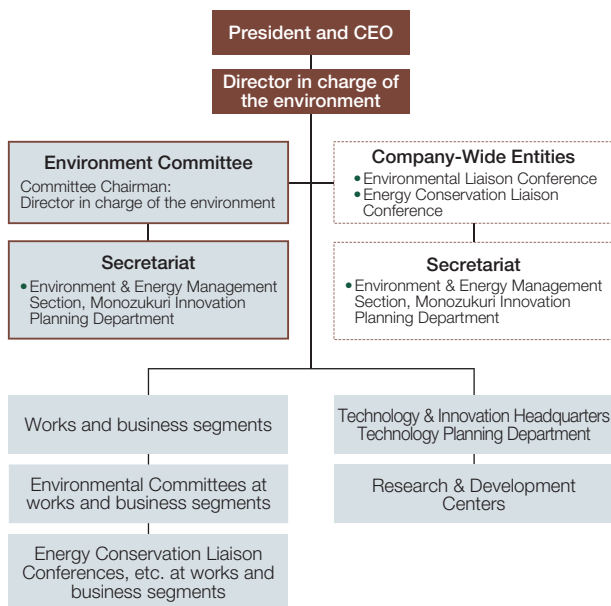 President and CEO
Director in charge of
the environment
Environment Committee
Committee Chairman:
Director in charge of the environment
Company-Wide Entities
• Environmental Liaison Conference
• Energy Conservation Liaison
Conference
Secretariat
• Environment & Energy Management
Section, Monozukuri Innovation
Planning Department
Secretariat
• Environment & Energy Management
Section, Monozukuri Innovation
Planning Department
Works and business segments
Technology & Innovation Headquarters
Technology Planning Department
Environmental Committees at
works and business segments
Research & Development
Centers
Energy Conservation Liaison
Conferences, etc. at works and
business segments